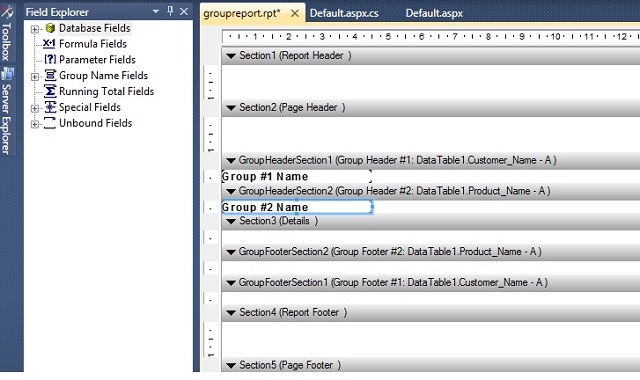 Toolbox
Server Explorer
Field Explorer
Database Fields
Formula Fields
Parameter Fields
Group Name Fields
Running Total Fields
Special Fields
Unbound Fields
groupreport.rpt*
Default.aspx.cs
Default.aspx
1 2 3 4 5 6 7 8 9 10 11 12
Section1 (Report Header )
Section2 (Page Header )
GroupHeaderSection1 (Group Header #1: DataTable1.Customer_Name - A )
Group #1 Name
GroupHeaderSection2 (Group Header #2: DataTable1.Product_Name - A )
Group #2 Name
Section3 (Details )
GroupFooterSection2 (Group Footer #2: DataTable1.Product_Name - A )
GroupFooterSection1 (Group Footer #1: DataTable1.Customer_Name - A )
Section4 (Report Footer )
Section5 (Page Footer )